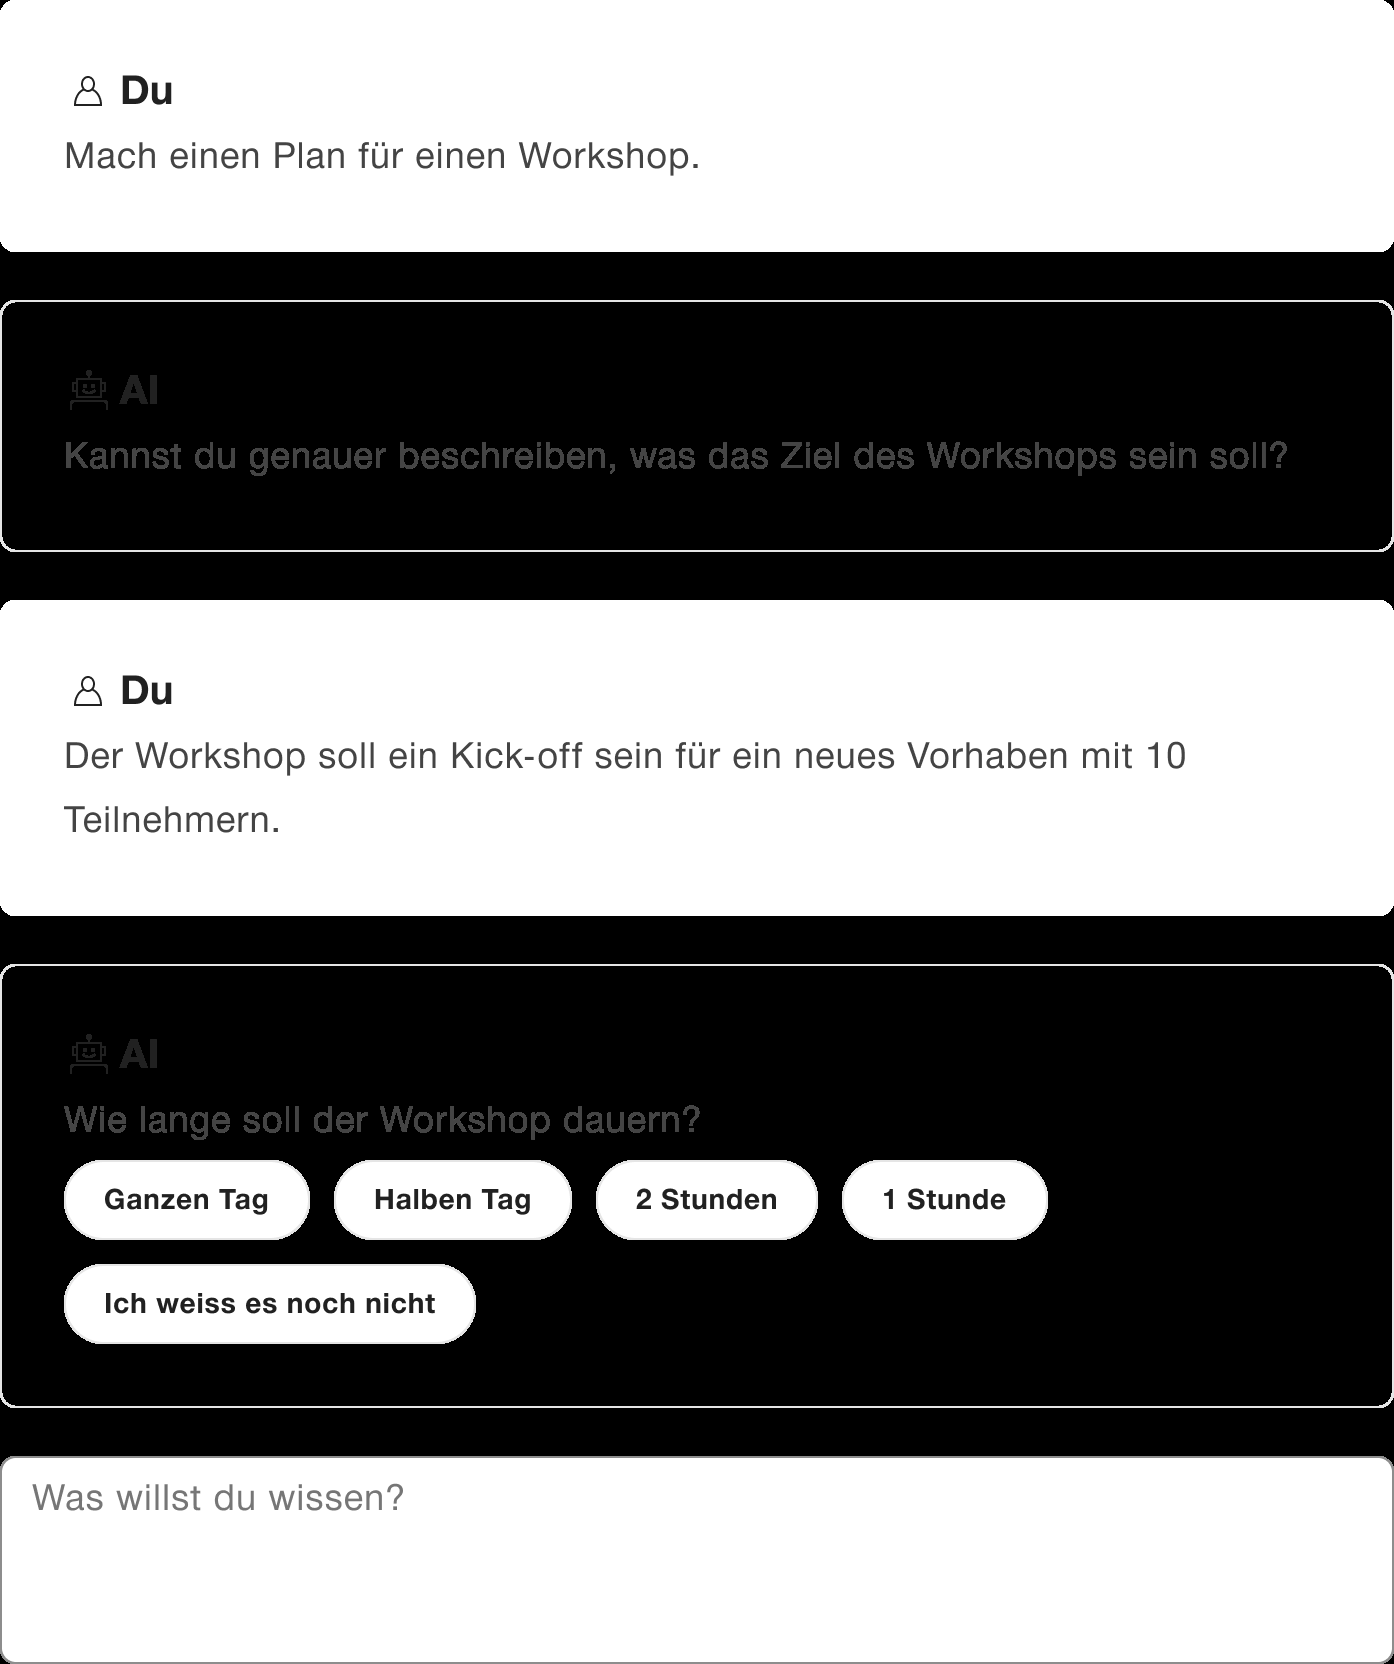 Du
Mach einen Plan für einen Workshop.
AI
Kannst du genauer beschreiben, was das Ziel des Workshops sein soll?
Du
Der Workshop soll ein Kick-off sein für ein neues Vorhaben mit 10
Teilnehmern.
AI
Wie lange soll der Workshop dauern?
Ganzen Tag Halben Tag 2 Stunden 1 Stunde
Ich weiss es noch nicht
Was willst du wissen?